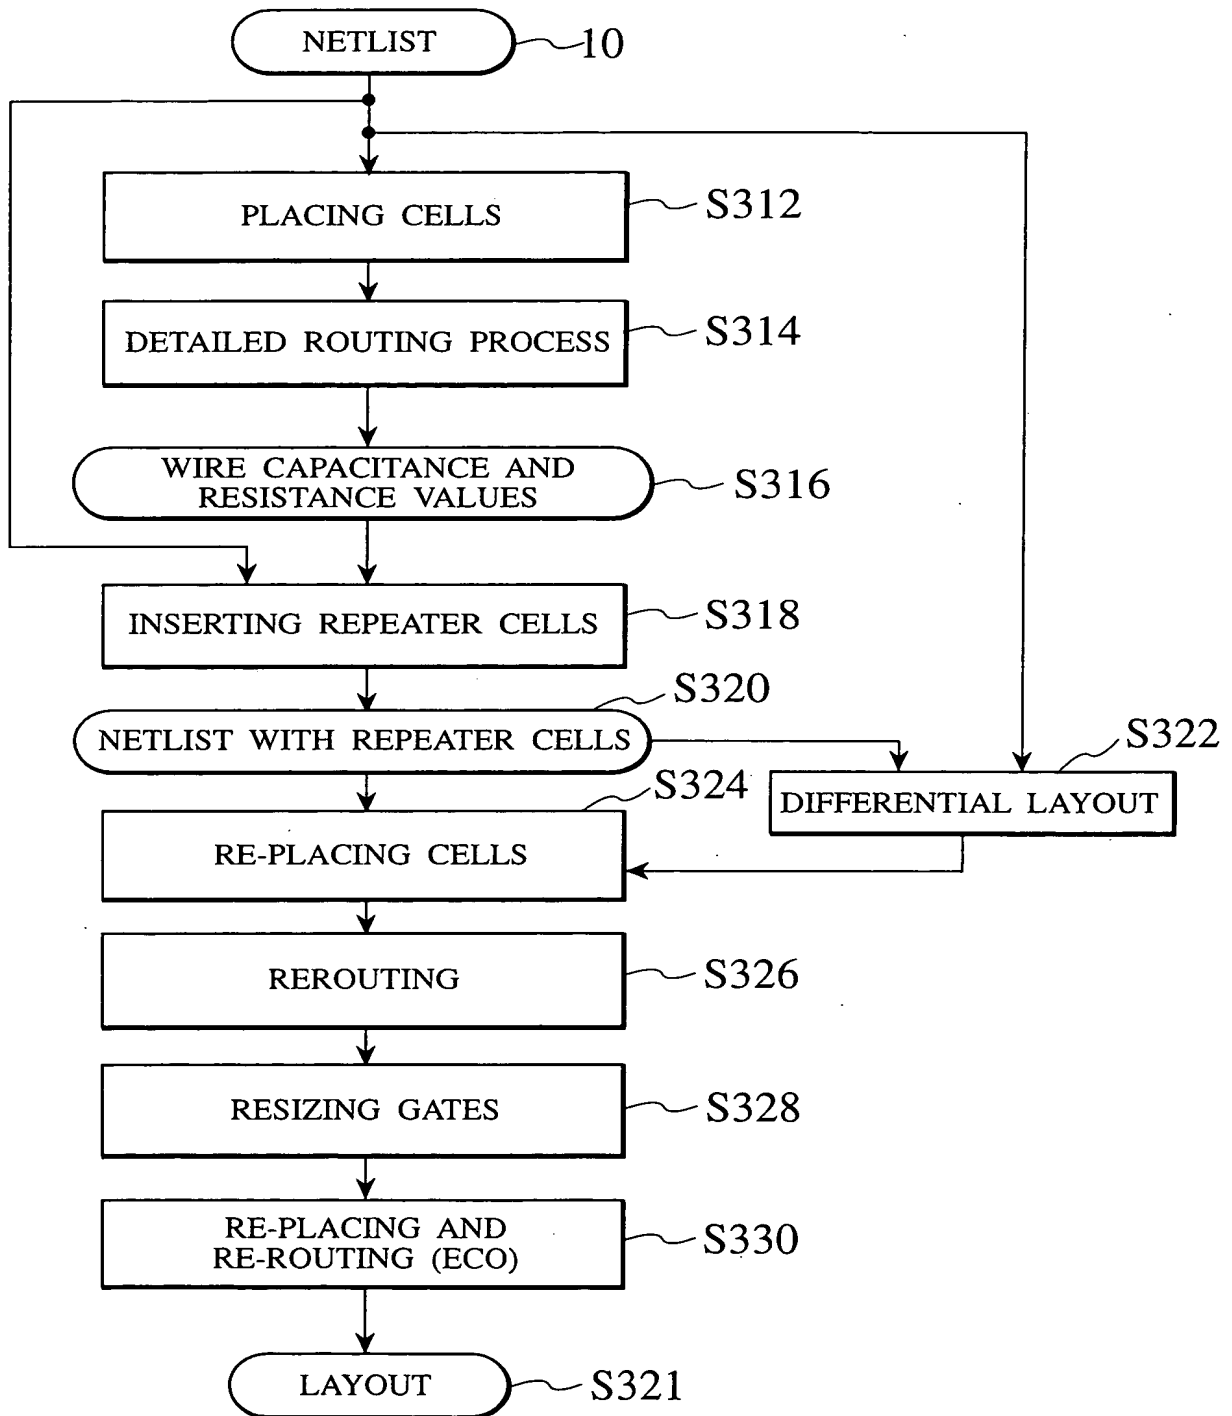 NETLIST
10
PLACING CELLS
S312
DETAILED ROUTING PROCESS
S314
WIRE CAPACITANCE AND
RESISTANCE VALUES
S316
INSERTING REPEATER CELLS
S318
S320
NETLIST WITH REPEATER CELLS
S322
DIFFERENTIAL LAYOUT
S324
RE-PLACING CELLS
REROUTING
S326
RESIZING GATES
S328
RE-PLACING AND
RE-ROUTING (ECO)
S330
LAYOUT
S321